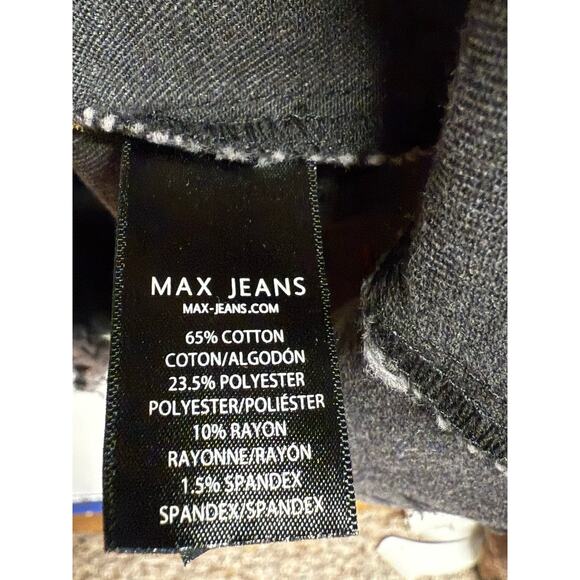 MAX JEANS
MAX-JEANS.COM
65% COTTON
COTON/ALGODÓN
23.5% POLYESTER
POLYESTER/POLIÉSTER
10% RAYON
RAYONNE/RAYÓN
1.5% SPANDEX
SPANDEX/SPANDEX